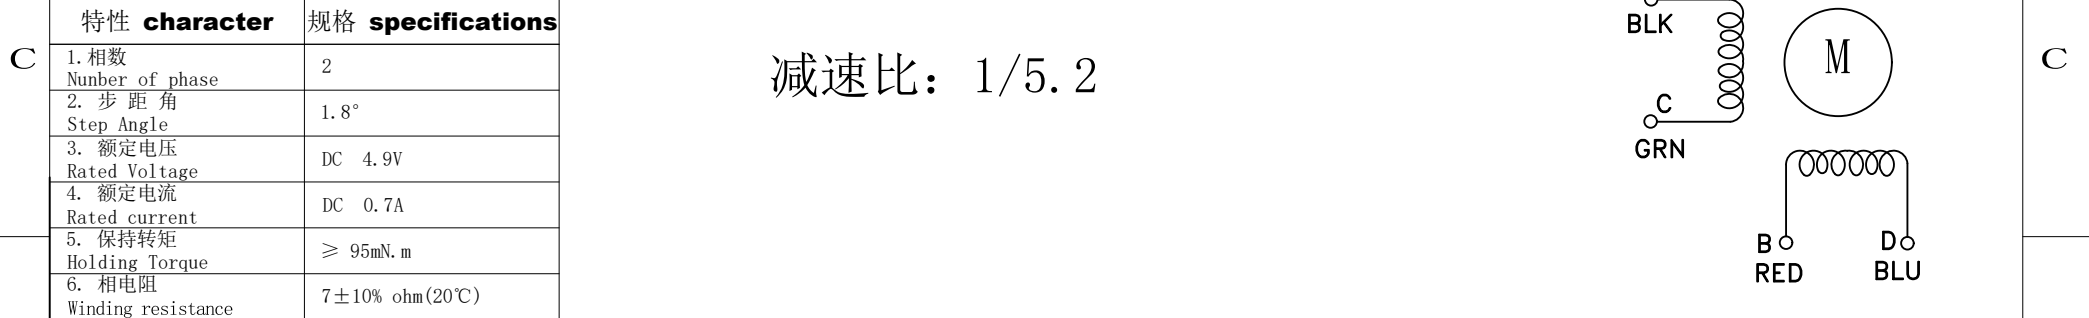 特性 character 规格 specifications
1.相数
Nunber of phase
2
2. 步 距 角
Step Angle
1.8°
3. 额定电压
Rated Voltage
DC 4.9V
4. 额定电流
Rated current
DC 0.7A
5. 保持转矩
Holding Torque
≥ 95mN.m
6. 相电阻
Winding resistance
7±10% ohm(20℃)
C
减速比: 1/5.2
BLK
C
GRN
M
B
RED
D
BLU
C